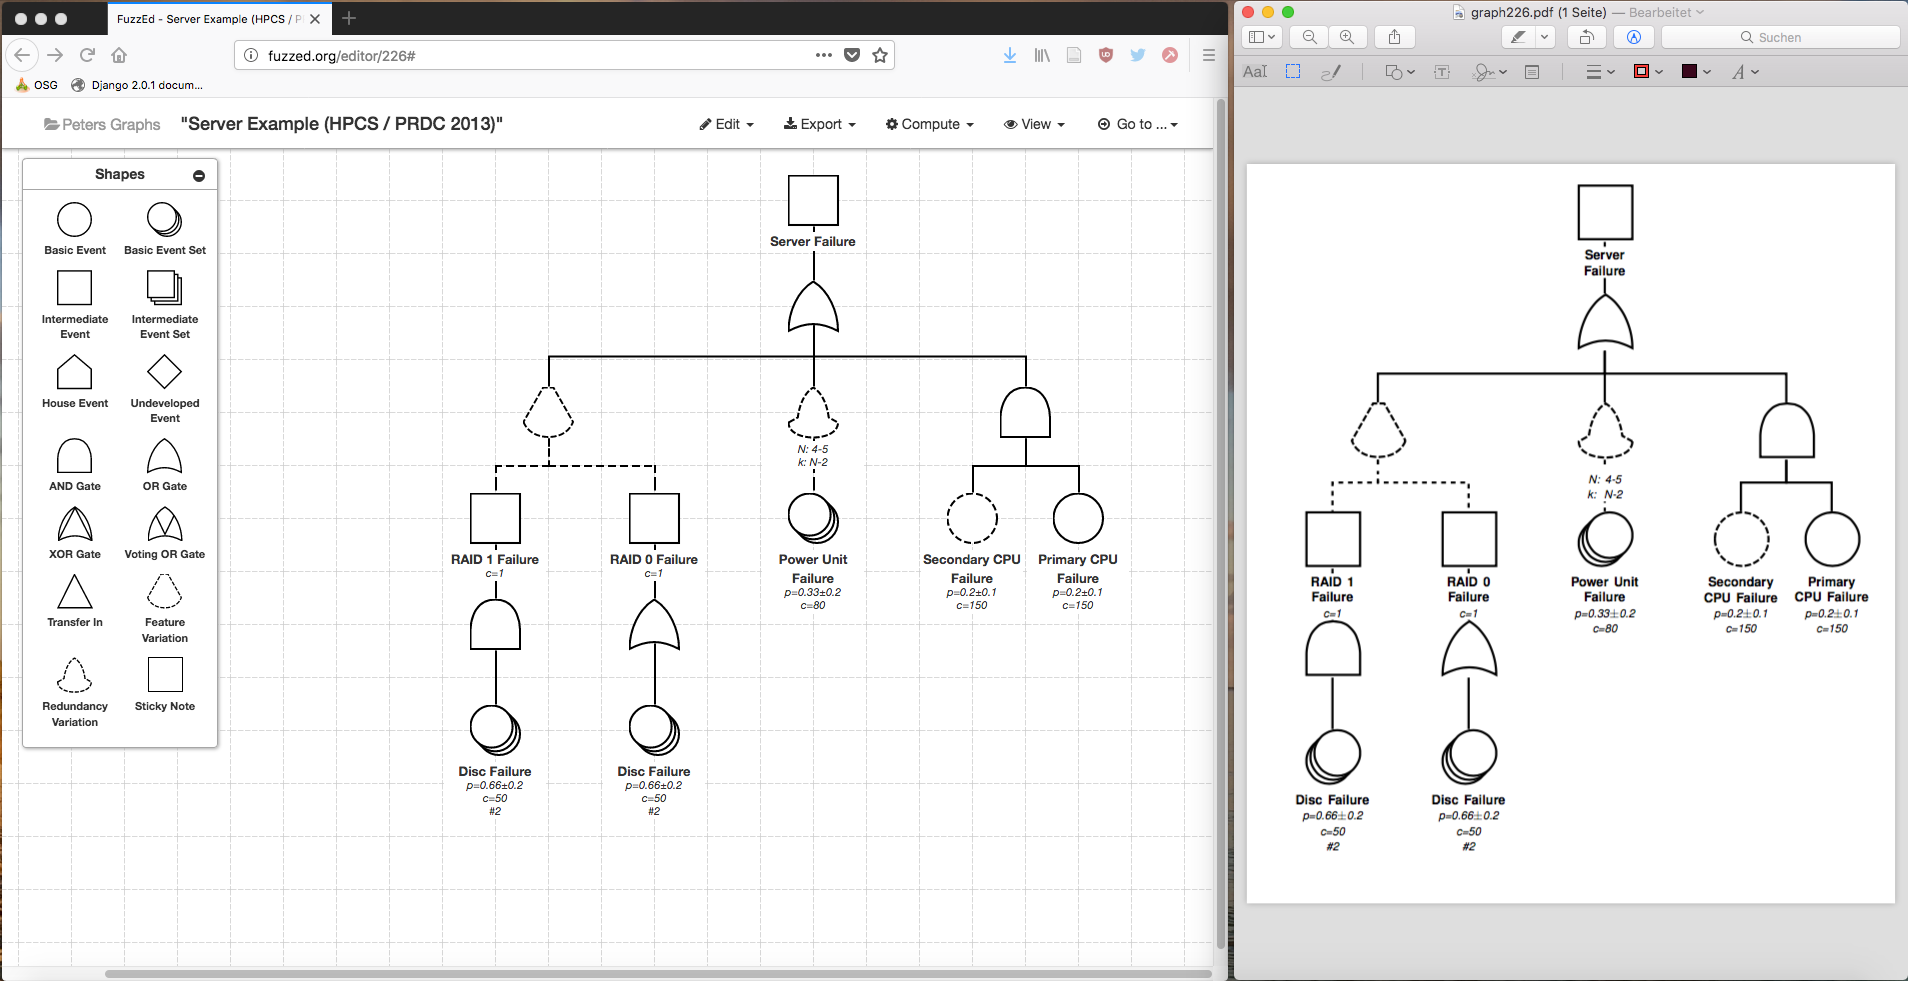 FuzzEd - Server Example (HPCS / P
fuzzed.org/editor/226#
OSG
Django 2.0.1 docum...
Peters Graphs
"Server Example (HPCS / PRDC 2013)"
Edit
Export
Compute
View
Go to ...
Shapes
Basic Event
Basic Event Set
Intermediate
Event
Intermediate
Event Set
House Event
Undeveloped
Event
AND Gate
OR Gate
XOR Gate
Voting OR Gate
Transfer In
Feature
Variation
Redundancy
Variation
Sticky Note
Server Failure
N: 4-5
k: N-2
RAID 1 Failure
c=1
RAID 0 Failure
c=1
Power Unit
Failure
p=0.33±0.2
c=80
Secondary CPU
Failure
p=0.2±0.1
c=150
Primary CPU
Failure
p=0.2±0.1
c=150
Disc Failure
p=0.66±0.2
c=50
#2
Disc Failure
p=0.66±0.2
c=50
#2
graph226.pdf (1 Seite) — Bearbeitet
Suchen
AaI
T
A
Server
Failure
N: 4-5
k: N-2
RAID 1
Failure
c=1
RAID 0
Failure
c=1
Power Unit
Failure
p=0.33±0.2
c=80
Secondary
CPU Failure
p=0.2±0.1
c=150
Primary
CPU Failure
p=0.2±0.1
c=150
Disc Failure
p=0.66±0.2
c=50
#2
Disc Failure
p=0.66±0.2
c=50
#2